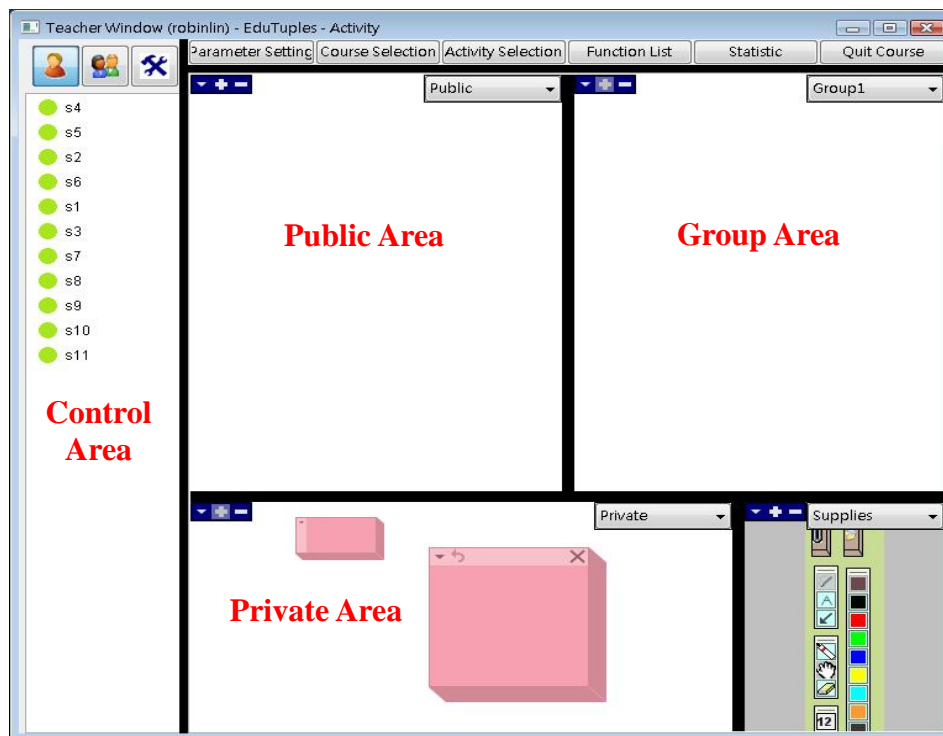 Teacher Window (robinlin) - EduTuples - Activity
Parameter Setting Course Selection Activity Selection Function List Statistic Quit Course
Public
Group1
s4
s5
s2
s6
s1
s3
s7
s8
s9
s10
s11
Public Area
Group Area
Control
Area
Private
Supplies
Private Area
A
12